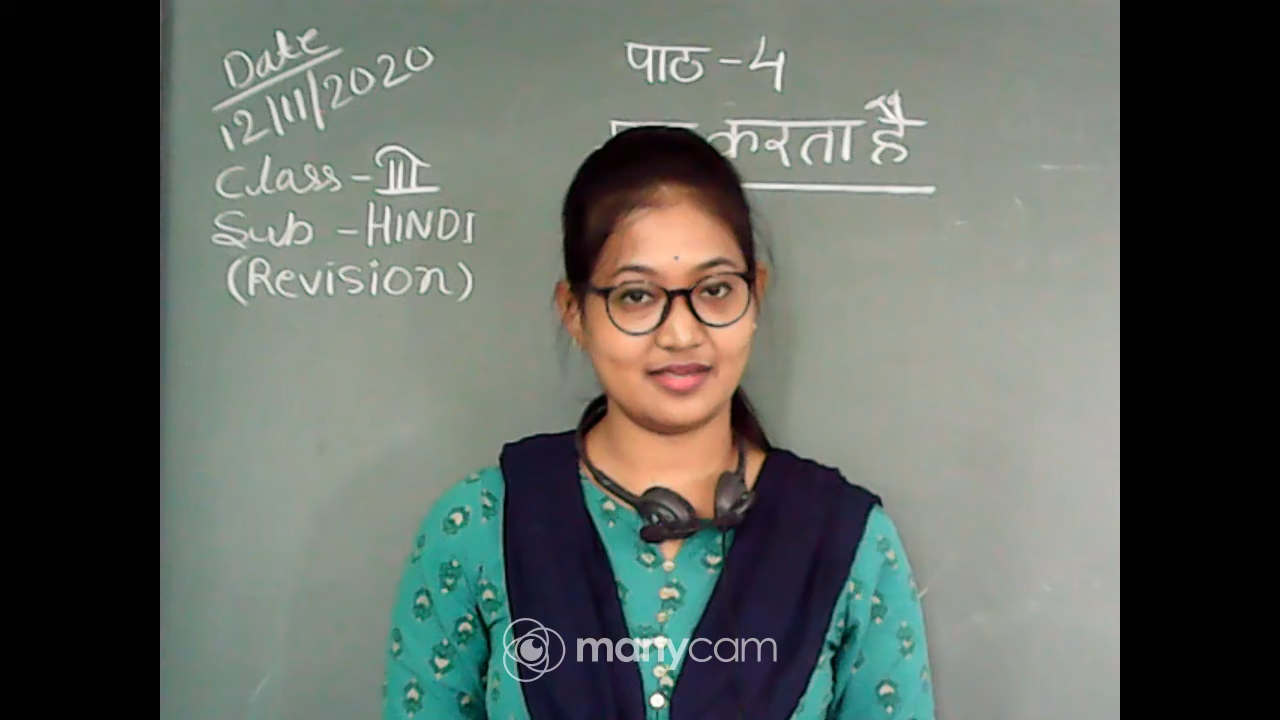 Date
12/11/2020
Class - III
Sub - HINDI
(Revision)
पाठ - 4
करता है
manycam